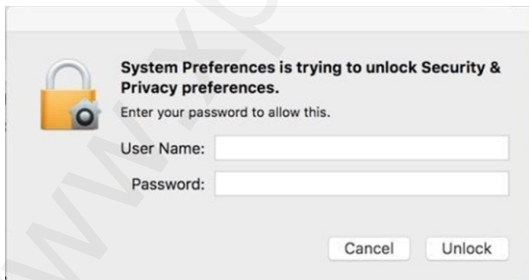 System Preferences is trying to unlock Security &
Privacy preferences.
Enter your password to allow this.
User Name:
Password:
Cancel
Unlock